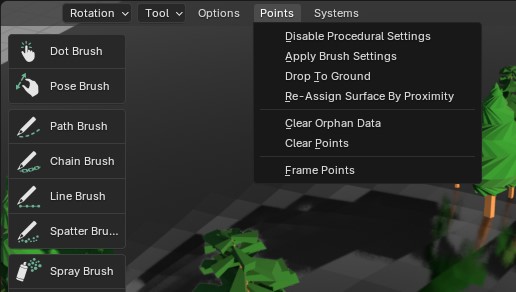 Rotation Tool Options Points Systems
Dot Brush
Pose Brush
Path Brush
Chain Brush
Line Brush
Spatter Bru...
Spray Brush
Disable Procedural Settings
Apply Brush Settings
Drop To Ground
Re-Assign Surface By Proximity
Clear Orphan Data
Clear Points
Frame Points